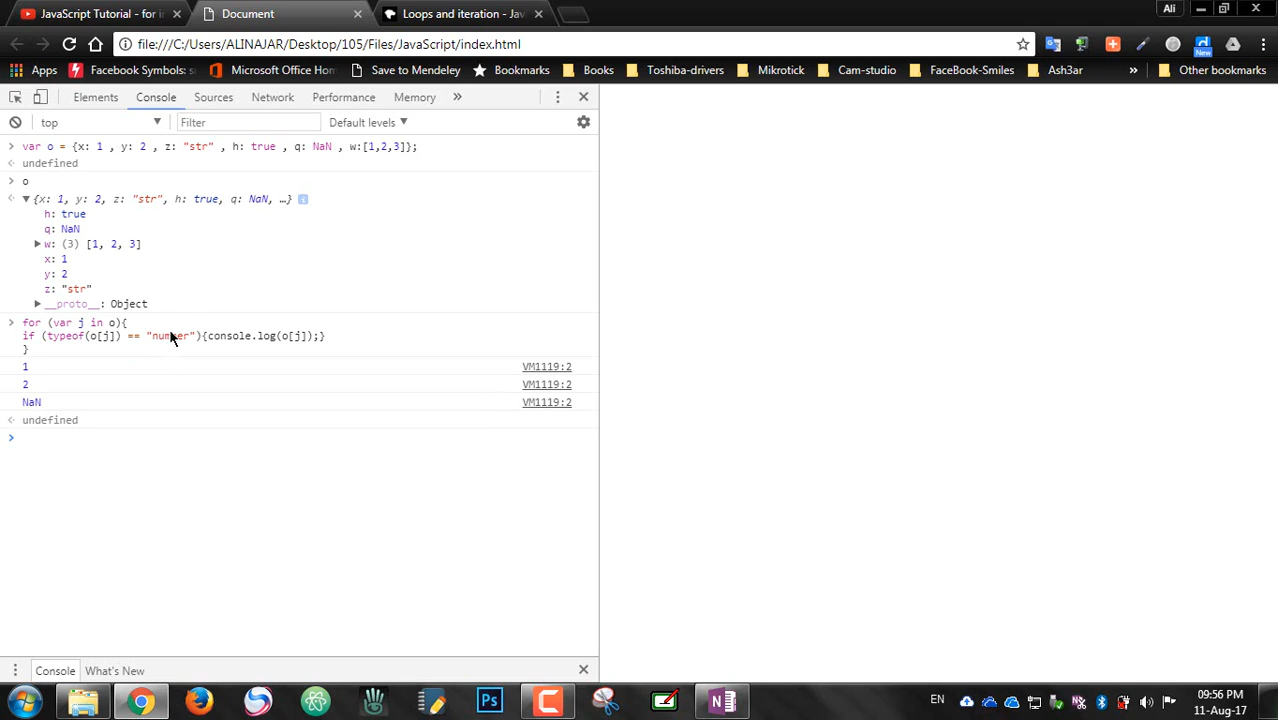 JavaScript Tutorial - for i
Document
Loops and iteration - Jav
Ali
file:///C:/Users/ALINAJAR/Desktop/105/Files/JavaScript/index.html
New
Apps
Facebook Symbols: s
Microsoft Office Hom
Save to Mendeley
Bookmarks
Books
Toshiba-drivers
Mikrotick
Cam-studio
FaceBook-Smiles
Ash3ar
»
Other bookmarks
Elements
Console
Sources
Network
Performance
Memory
»
top
Filter
Default levels
var o = {x: 1 , y: 2 , z: "str" , h: true , q: NaN , w:[1,2,3]};
undefined
o
{x: 1, y: 2, z: "str", h: true, q: NaN, …}
h: true
q: NaN
w: (3) [1, 2, 3]
x: 1
y: 2
z: "str"
__proto__: Object
for (var j in o){
if (typeof(o[j]) == "number"){console.log(o[j]);}
}
1 VM1119:2
2 VM1119:2
NaN VM1119:2
undefined
Console
What's New
Ps
EN
09:56 PM
11-Aug-17